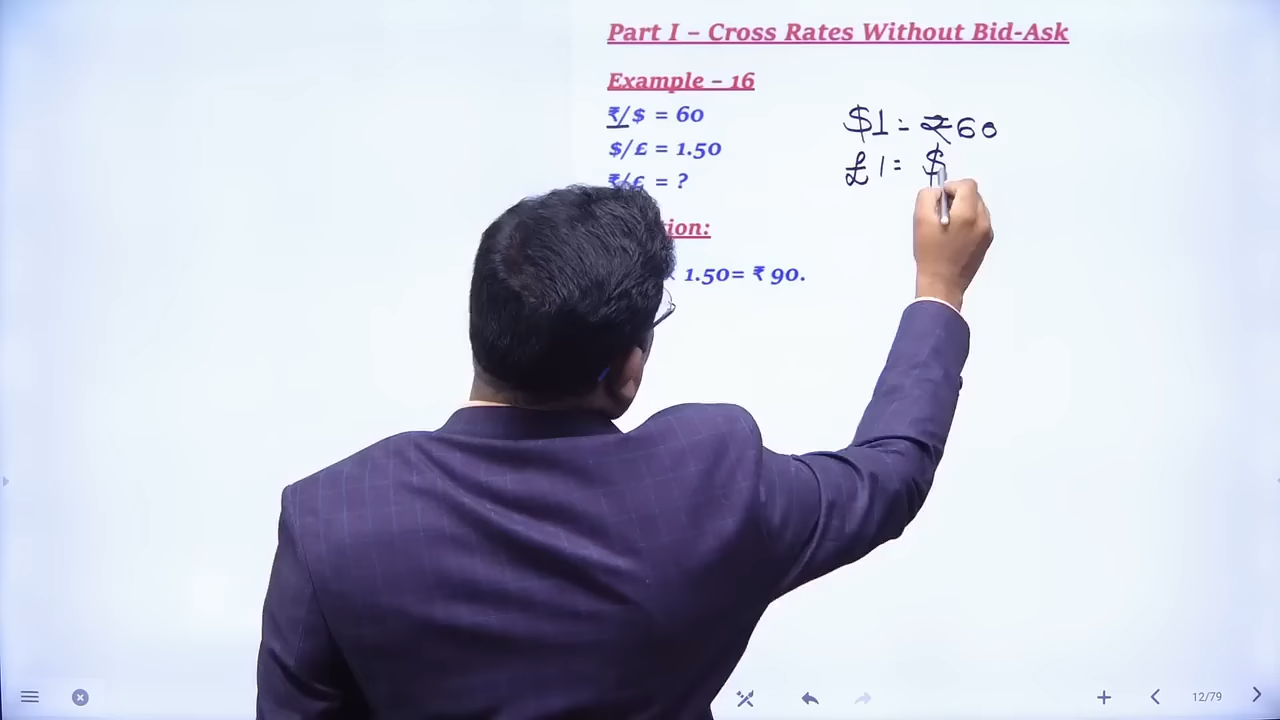 Part I – Cross Rates Without Bid-Ask
Example – 16
₹/$ = 60
$/£ = 1.50
₹/£ = ?
tion:
1.50= ₹ 90.
$1 = ₹60
£1 = $
12/79